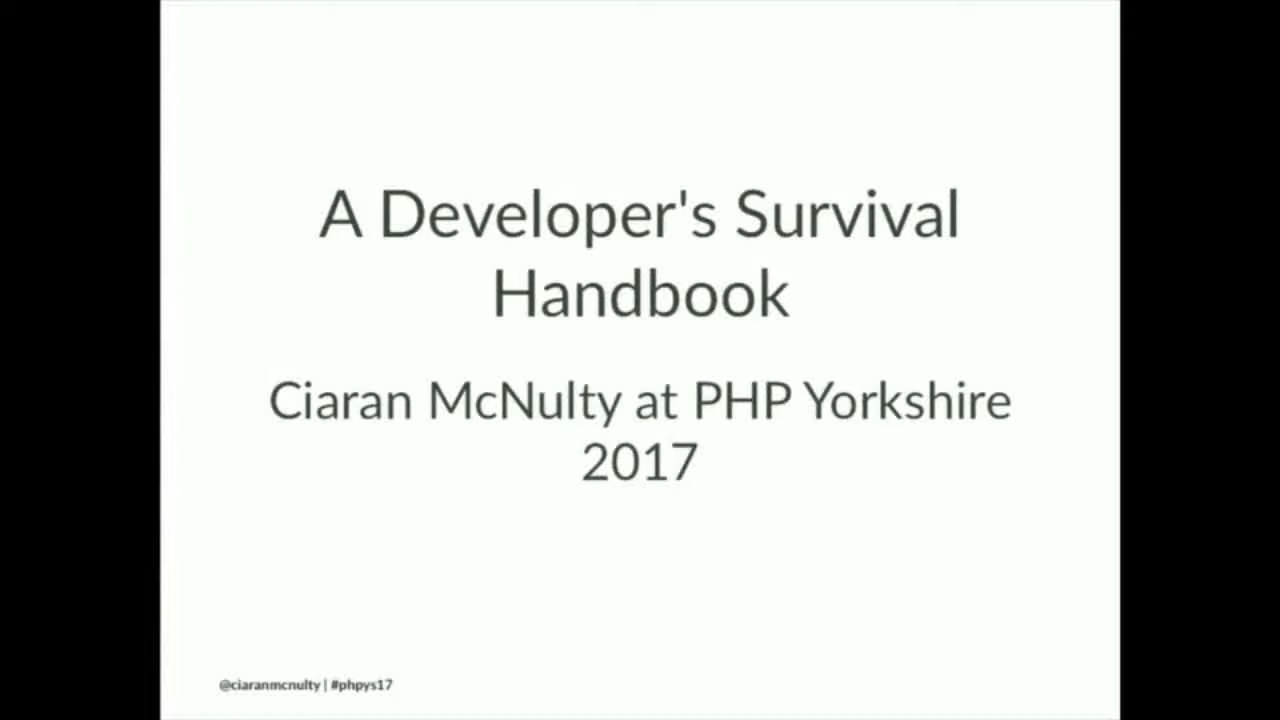 A Developer's Survival
Handbook
Ciaran McNulty at PHP Yorkshire
2017
@ciaranmcnulty | #phpys17